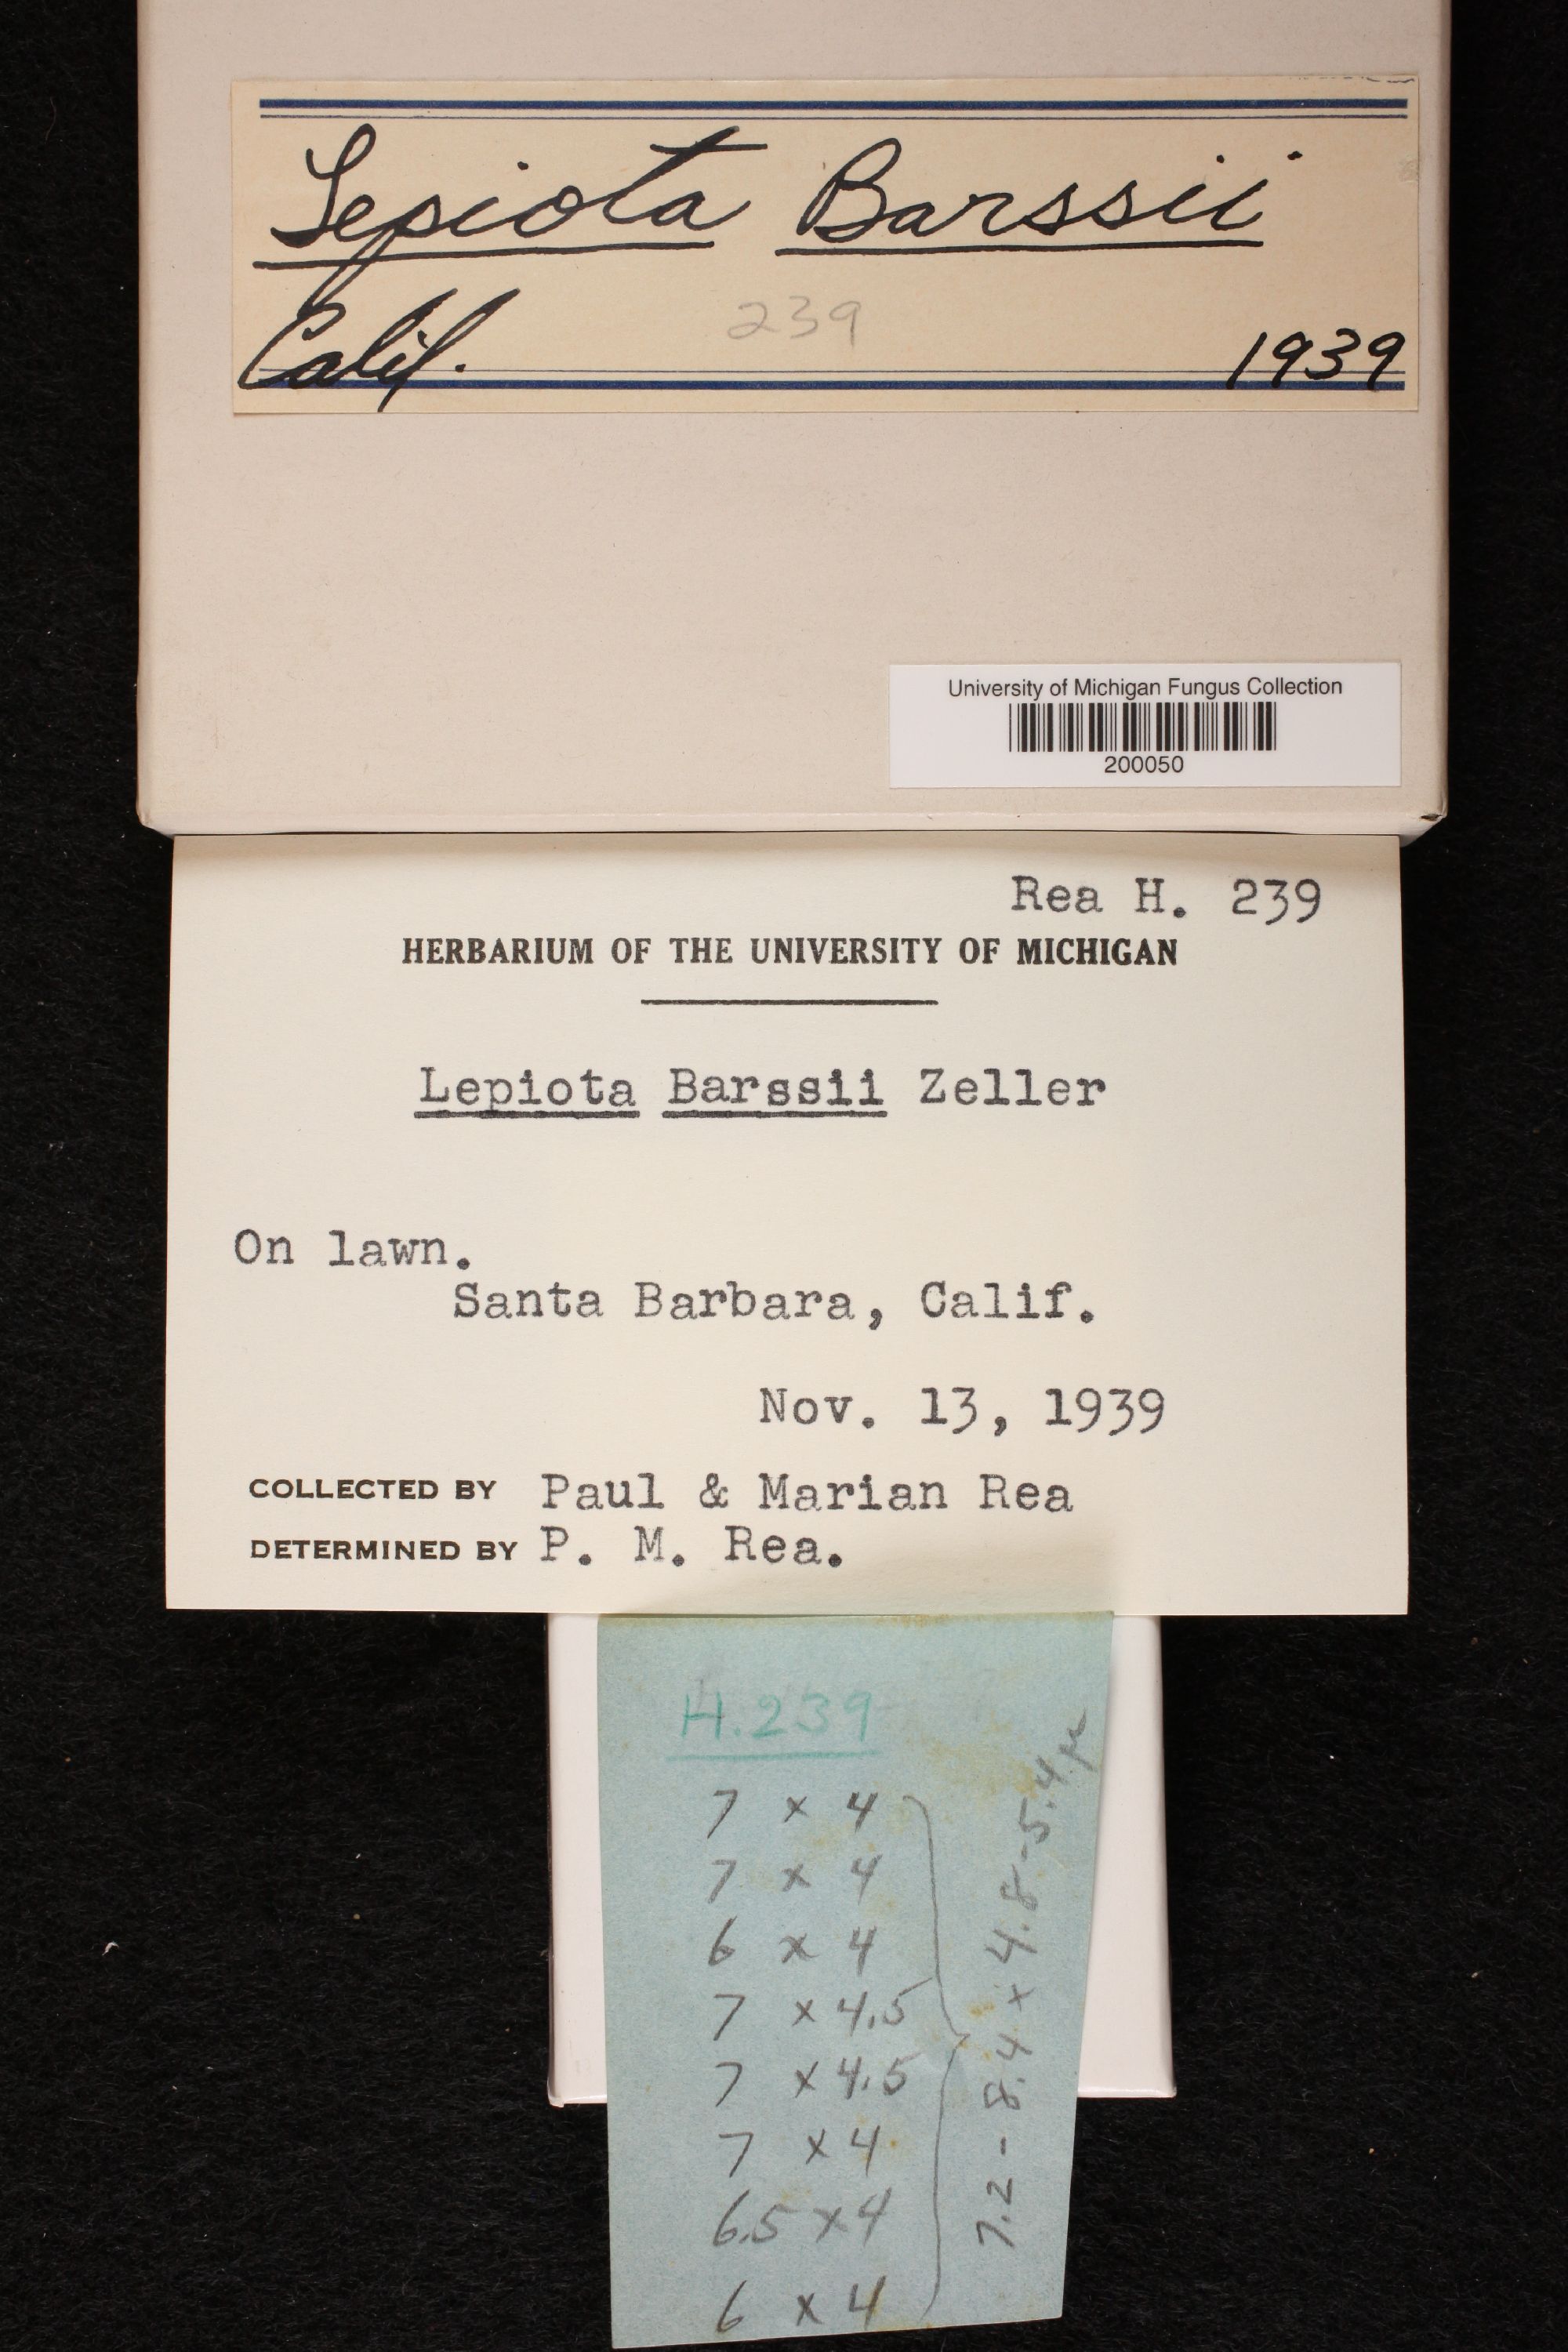 Lepiota Barssii
239
Calif. 1939
University of Michigan Fungus Collection
200050
Rea H. 239
HERBARIUM OF THE UNIVERSITY OF MICHIGAN
Lepiota Barssii Zeller
On lawn.
Santa Barbara, Calif.
Nov. 13, 1939
COLLECTED BY Paul & Marian Rea
DETERMINED BY P. M. Rea.
H.239
7 x 4
7 x 4
6 x 4
7 x 4.5
7 x 4.5
7 x 4
6.5 x 4
6 x 4
7.2 - 8.4 x 4.8 - 5.4 μ